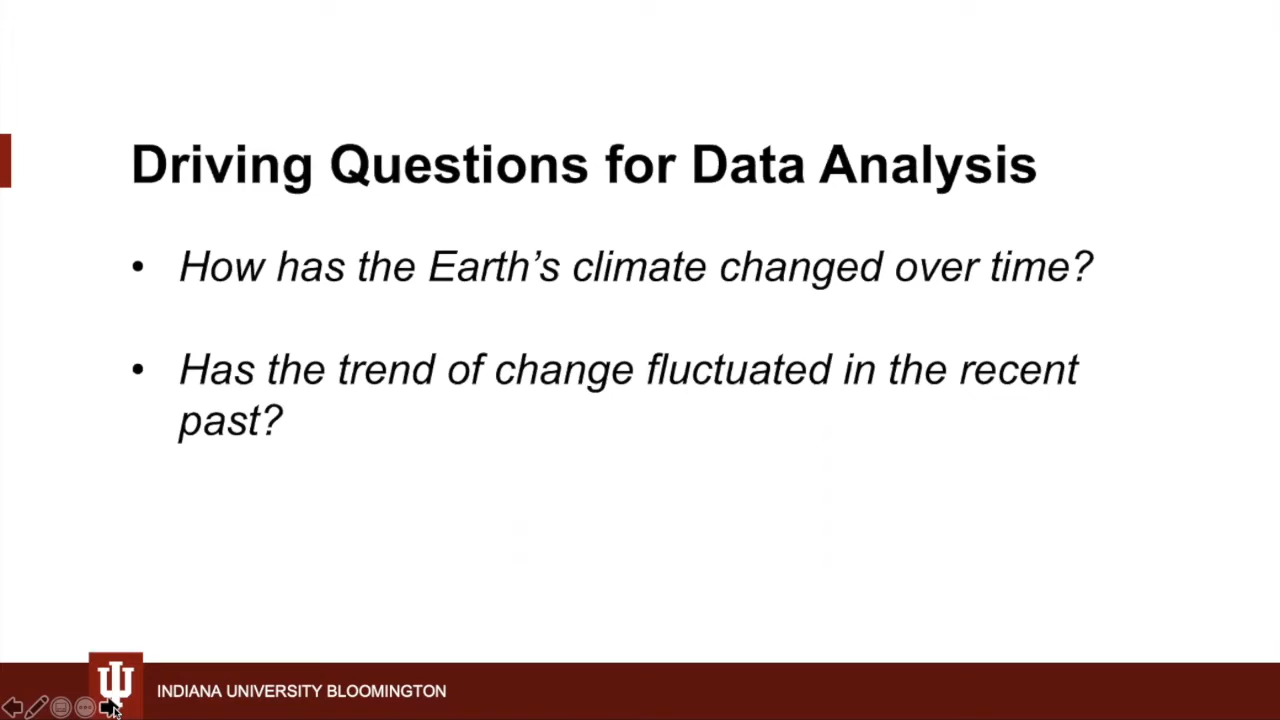 Driving Questions for Data Analysis
• How has the Earth’s climate changed over time?
• Has the trend of change fluctuated in the recent
past?
INDIANA UNIVERSITY BLOOMINGTON